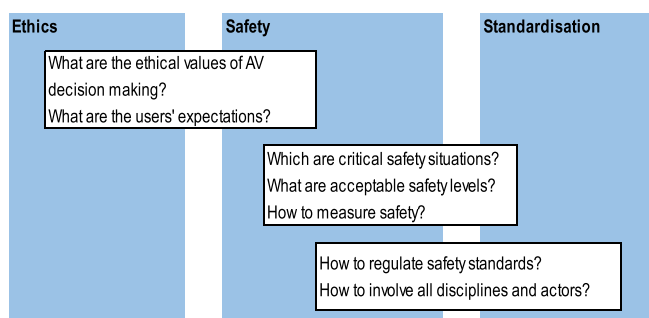 Ethics
Safety
Standardisation
What are the ethical values of AV
decision making?
What are the users' expectations?
Which are critical safety situations?
What are acceptable safety levels?
How to measure safety?
How to regulate safety standards?
How to involve all disciplines and actors?